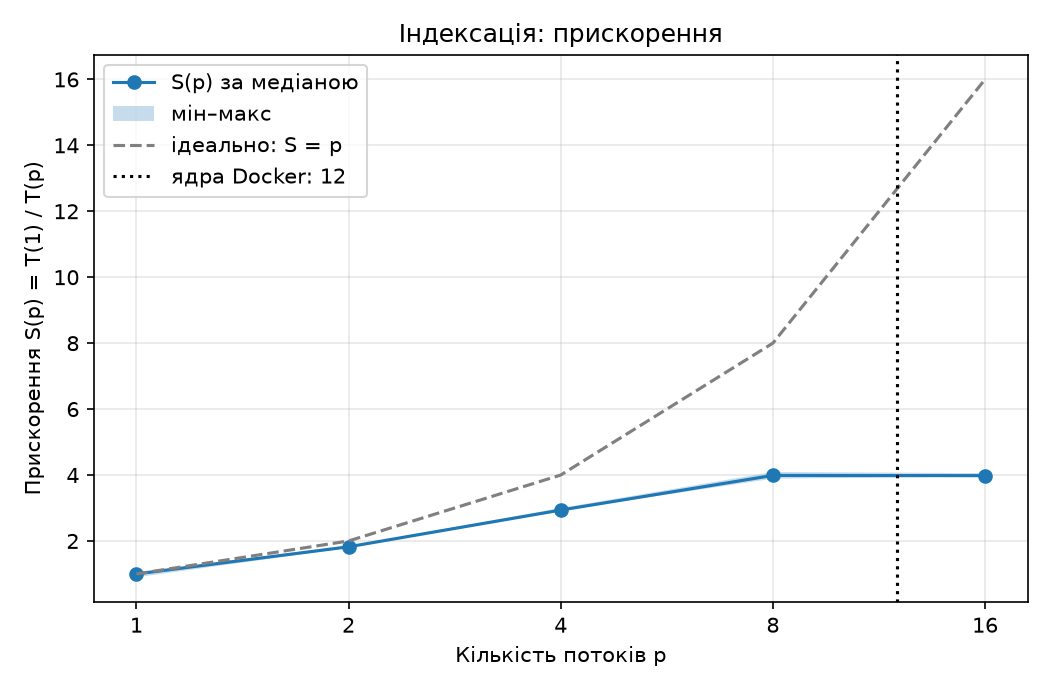 Індексація: прискорення
S(p) за медіаною
мін–макс
ідеально: S = p
ядра Docker: 12
Прискорення S(p) = T(1) / T(p)
16
14
12
10
8
6
4
2
1 2 4 8 16
Кількість потоків p